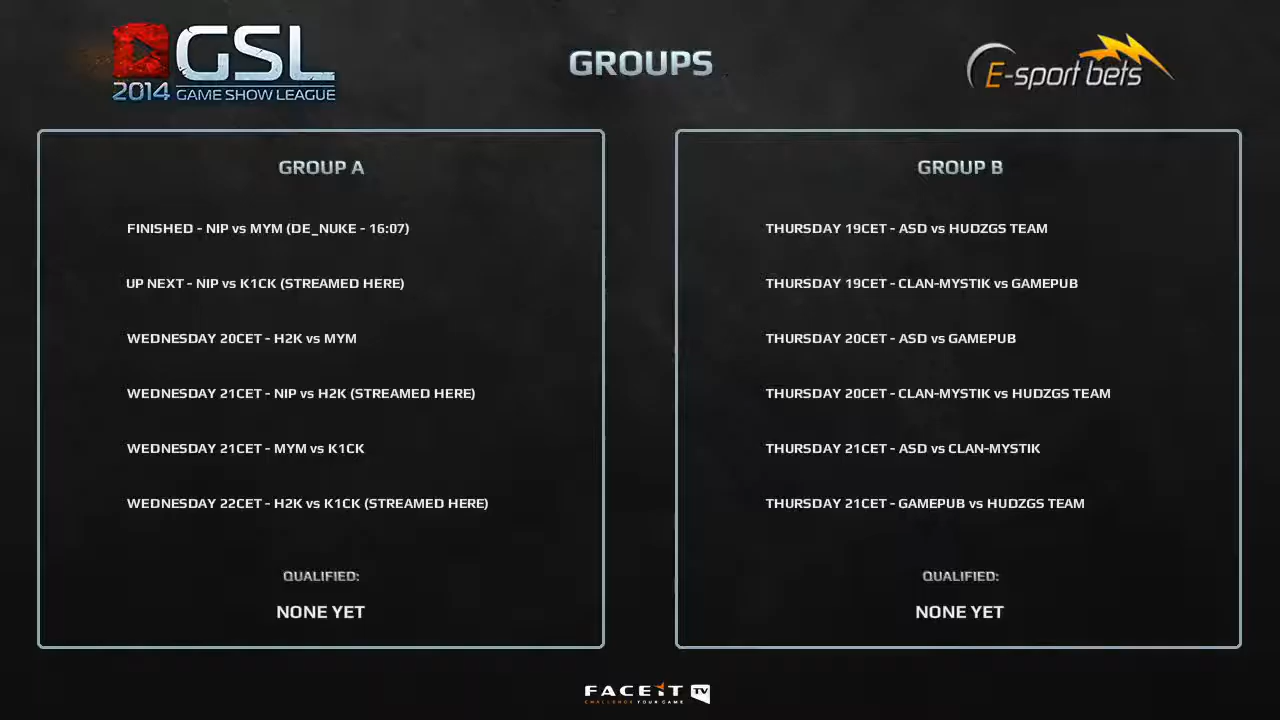 GSL
2014 GAME SHOW LEAGUE
GROUPS
E-sport bets
GROUP A
FINISHED - NIP vs MYM (DE_NUKE - 16:07)
UP NEXT - NIP vs K1CK (STREAMED HERE)
WEDNESDAY 20CET - H2K vs MYM
WEDNESDAY 21CET - NIP vs H2K (STREAMED HERE)
WEDNESDAY 21CET - MYM vs K1CK
WEDNESDAY 22CET - H2K vs K1CK (STREAMED HERE)
QUALIFIED:
NONE YET
GROUP B
THURSDAY 19CET - ASD vs HUDZGS TEAM
THURSDAY 19CET - CLAN-MYSTIK vs GAMEPUB
THURSDAY 20CET - ASD vs GAMEPUB
THURSDAY 20CET - CLAN-MYSTIK vs HUDZGS TEAM
THURSDAY 21CET - ASD vs CLAN-MYSTIK
THURSDAY 21CET - GAMEPUB vs HUDZGS TEAM
QUALIFIED:
NONE YET
FACEIT TV
CHALLENGE YOUR GAME